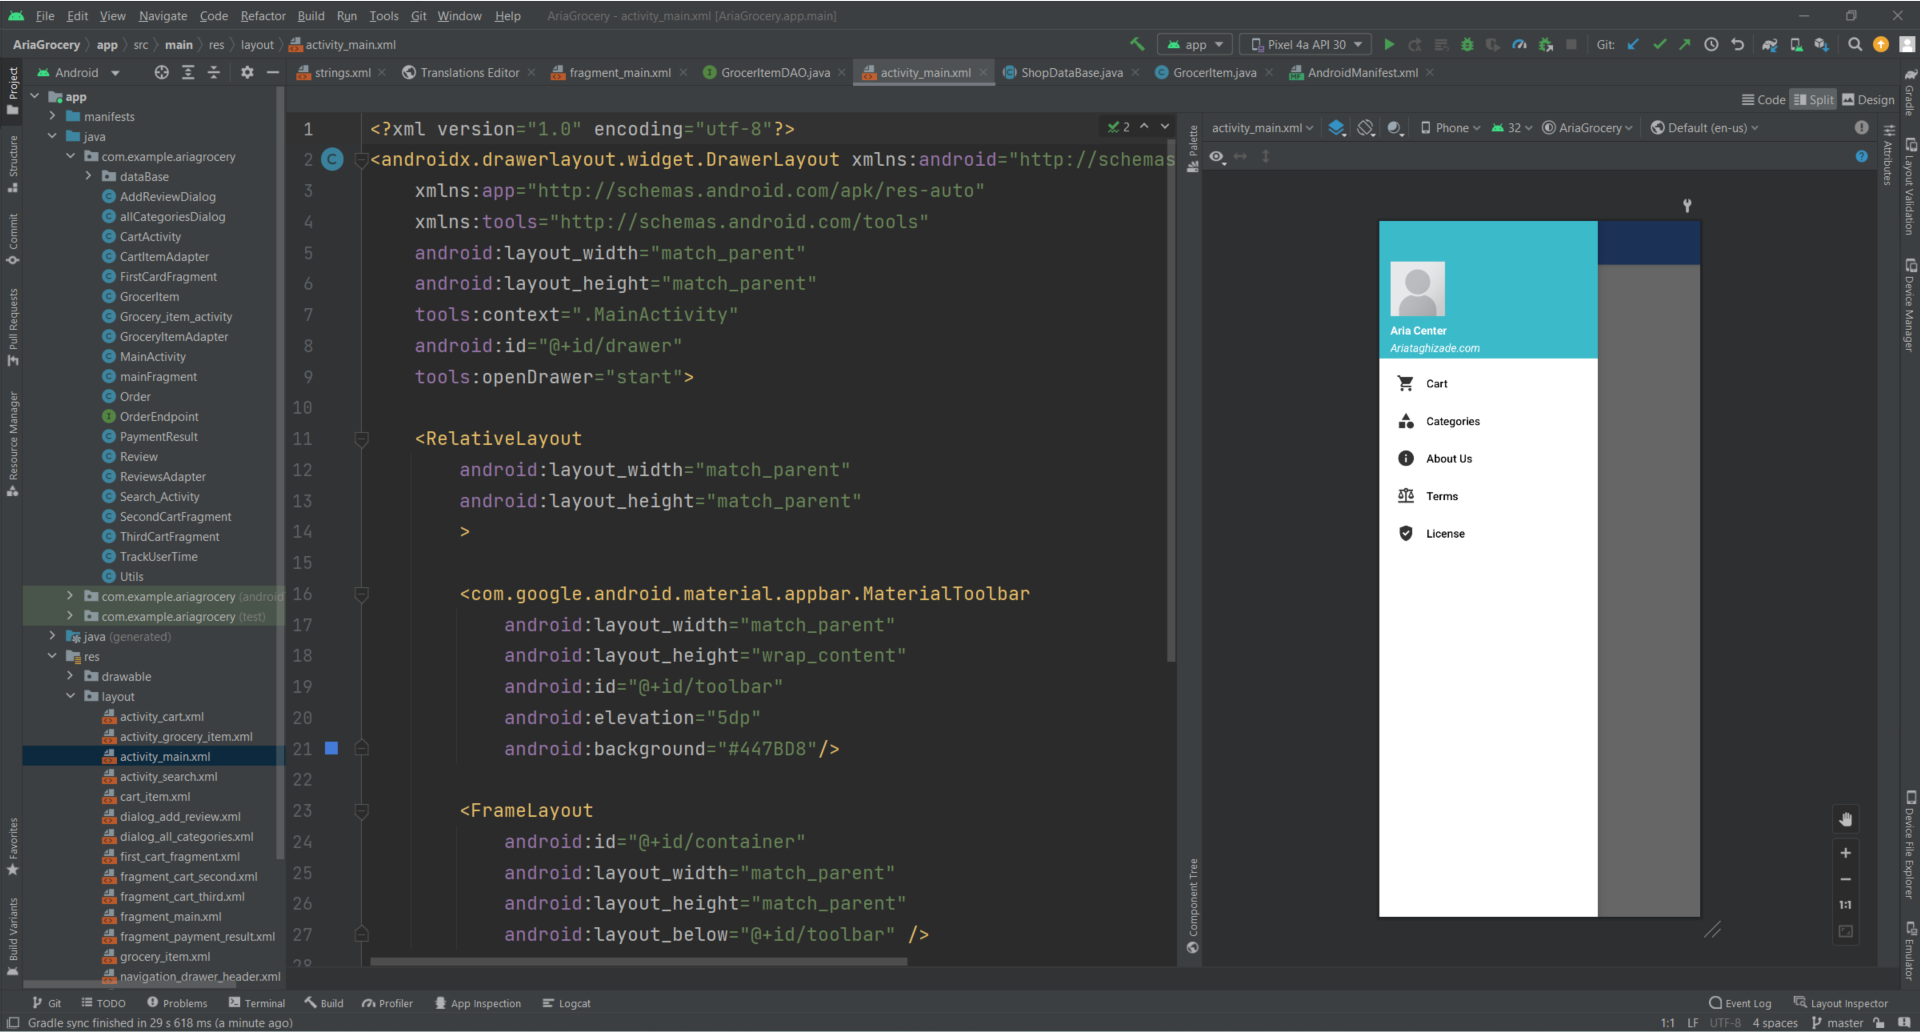 File Edit View Navigate Code Refactor Build Run Tools Git Window Help AriaGrocery - activity_main.xml [AriaGrocery.app.main]
AriaGrocery app src main res layout activity_main.xml app Pixel 4a API 30 Git:
Android strings.xml Translations Editor fragment_main.xml GrocerItemDAO.java activity_main.xml ShopDataBase.java GrocerItem.java AndroidManifest.xml
Code Split Design
Project
Structure
Commit
Pull Requests
Resource Manager
Favorites
Build Variants
app
manifests
java
com.example.ariagrocery
dataBase
AddReviewDialog
allCategoriesDialog
CartActivity
CartItemAdapter
FirstCardFragment
GrocerItem
Grocery_item_activity
GroceryItemAdapter
MainActivity
mainFragment
Order
OrderEndpoint
PaymentResult
Review
ReviewsAdapter
Search_Activity
SecondCartFragment
ThirdCartFragment
TrackUserTime
Utils
com.example.ariagrocery (android
com.example.ariagrocery (test)
java (generated)
res
drawable
layout
activity_cart.xml
activity_grocery_item.xml
activity_main.xml
activity_search.xml
cart_item.xml
dialog_add_review.xml
dialog_all_categories.xml
first_cart_fragment.xml
fragment_cart_second.xml
fragment_cart_third.xml
fragment_main.xml
fragment_payment_result.xml
grocery_item.xml
navigation_drawer_header.xml
1 <?xml version="1.0" encoding="utf-8"?>
2 <androidx.drawerlayout.widget.DrawerLayout xmlns:android="http://schemas
3 xmlns:app="http://schemas.android.com/apk/res-auto"
4 xmlns:tools="http://schemas.android.com/tools"
5 android:layout_width="match_parent"
6 android:layout_height="match_parent"
7 tools:context=".MainActivity"
8 android:id="@+id/drawer"
9 tools:openDrawer="start">
10
11 <RelativeLayout
12 android:layout_width="match_parent"
13 android:layout_height="match_parent"
14 >
15
16 <com.google.android.material.appbar.MaterialToolbar
17 android:layout_width="match_parent"
18 android:layout_height="wrap_content"
19 android:id="@+id/toolbar"
20 android:elevation="5dp"
21 android:background="#447BD8"/>
22
23 <FrameLayout
24 android:id="@+id/container"
25 android:layout_width="match_parent"
26 android:layout_height="match_parent"
27 android:layout_below="@+id/toolbar" />
28
2
Palette
Component Tree
activity_main.xml Phone 32 AriaGrocery Default (en-us)
Aria Center
Ariataghizade.com
Cart
Categories
About Us
Terms
License
1:1
Attributes
Gradle
Layout Validation
Device Manager
Device File Explorer
Emulator
Git TODO Problems Terminal Build Profiler App Inspection Logcat Event Log Layout Inspector
Gradle sync finished in 29 s 618 ms (a minute ago) 1:1 LF UTF-8 4 spaces master